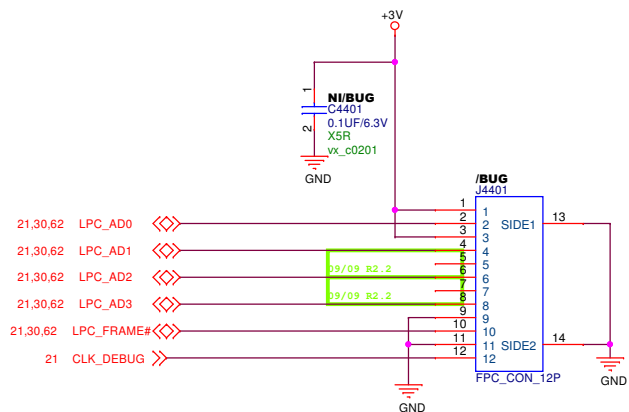 +3V
1
NI/BUG
C4401
0.1UF/6.3V
2
X5R
vx_c0201
GND
/BUG
J4401
21,30,62 LPC_AD0
21,30,62 LPC_AD1
21,30,62 LPC_AD2
21,30,62 LPC_AD3
21,30,62 LPC_FRAME#
21 CLK_DEBUG
1 1
2 2 SIDE1 13
3 3
4 4
5 5
09/09 R2.2 6 6
7 7
09/09 R2.2 8 8
9 9
10 10
11 11 SIDE2 14
12 12
FPC_CON_12P
GND
GND